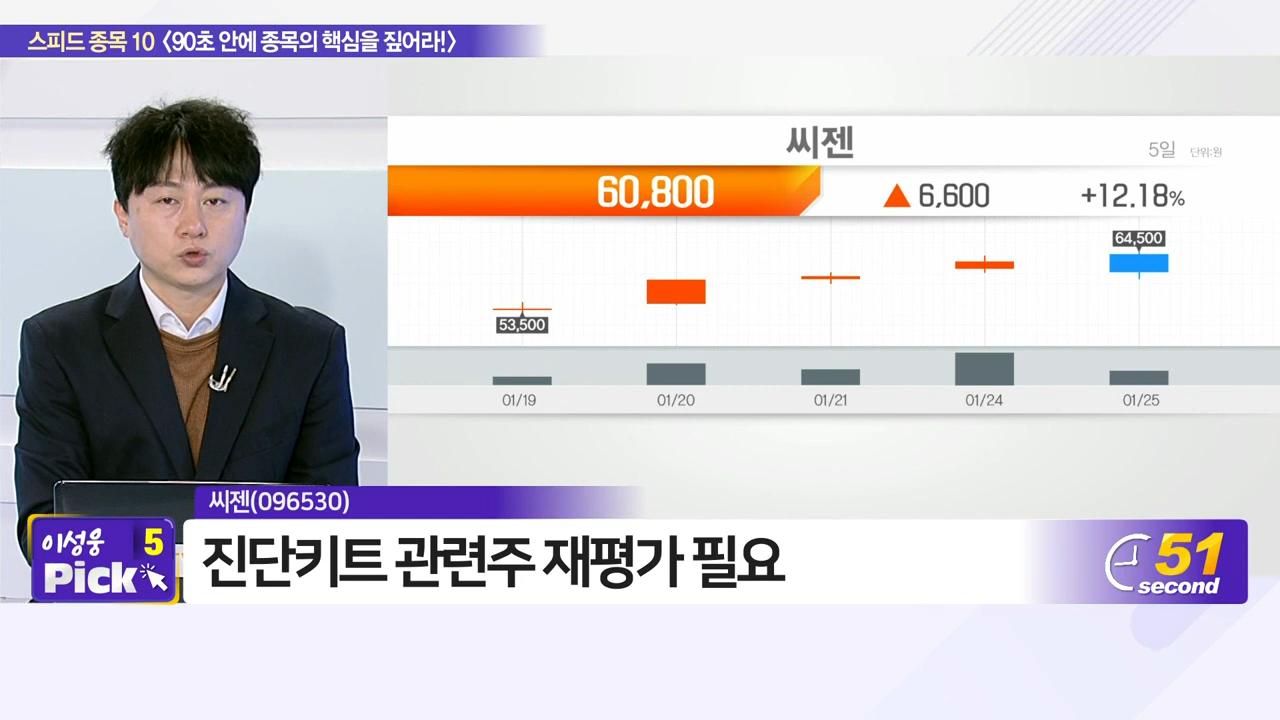 스피드 종목 10 〈90초 안에 종목의 핵심을 짚어라!〉
씨젠
5일 단위:원
60,800 ▲ 6,600 +12.18%
64,500
53,500
01/19 01/20 01/21 01/24 01/25
씨젠(096530)
이성웅 5
Pick
진단키트 관련주 재평가 필요
51
second